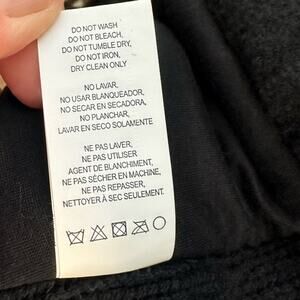 DO NOT WASH
DO NOT BLEACH,
DO NOT TUMBLE DRY,
DO NOT IRON,
DRY CLEAN ONLY
NO LAVAR,
NO USAR BLANQUEADOR,
NO SECAR EN SECADORA,
NO PLANCHAR,
LAVAR EN SECO SOLAMENTE
NE PAS LAVER,
NE PAS UTILISER
AGENT DE BLANCHIMENT,
NE PAS SÉCHER EN MACHINE,
NE PAS REPASSER,
NETTOYER À SEC SEULEMENT.